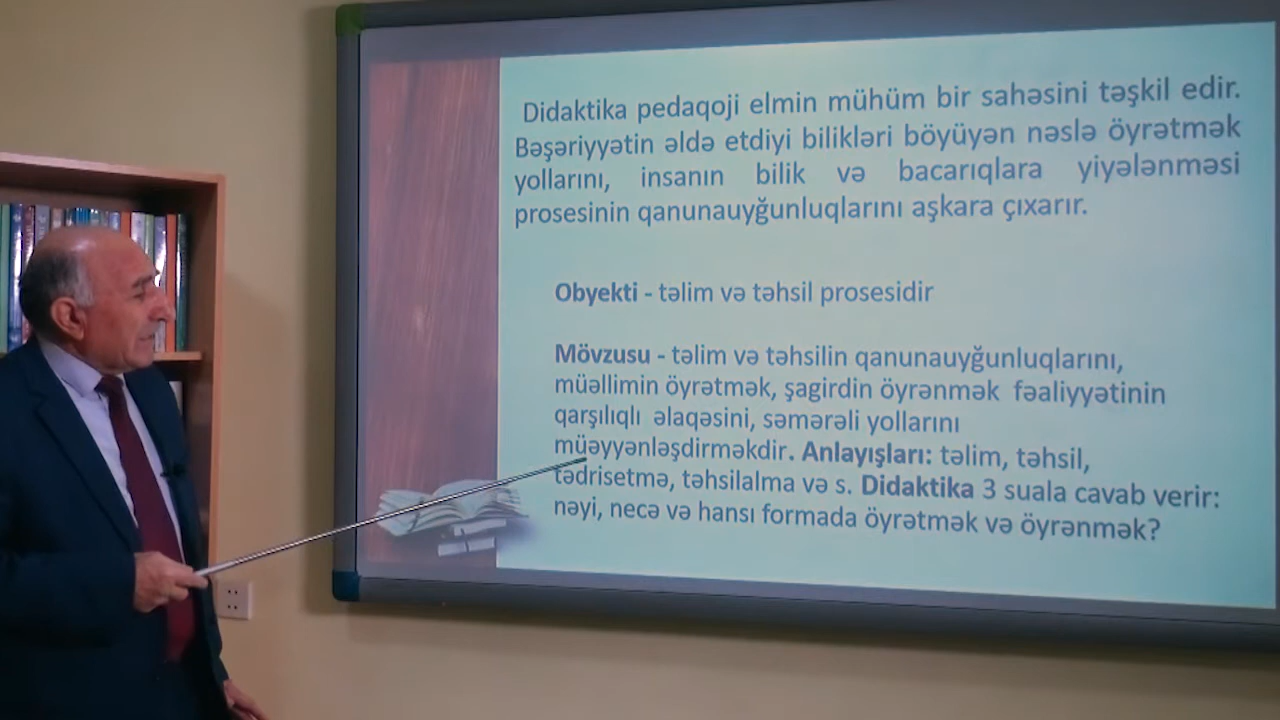 Didaktika pedaqoji elmin mühüm bir sahəsini təşkil edir.
Bəşəriyyətin əldə etdiyi bilikləri böyüyən nəslə öyrətmək
yollarını, insanın bilik və bacarıqlara yiyələnməsi
prosesinin qanunauyğunluqlarını aşkara çıxarır.
Obyekti - təlim və təhsil prosesidir
Mövzusu - təlim və təhsilin qanunauyğunluqlarını,
müəllimin öyrətmək, şagirdin öyrənmək fəaliyyətinin
qarşılıqlı əlaqəsini, səmərəli yollarını
müəyyənləşdirməkdir. Anlayışları: təlim, təhsil,
tədrisetmə, təhsilalma və s. Didaktika 3 suala cavab verir:
nəyi, necə və hansı formada öyrətmək və öyrənmək?